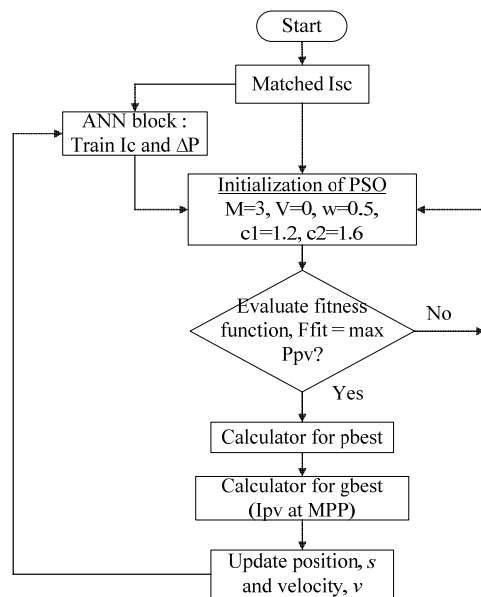 Start
Matched Isc
ANN block :
Train Ic and ΔP
Initialization of PSO
M=3, V=0, w=0.5,
c1=1.2, c2=1.6
Evaluate fitness
function, Ffit = max
Ppv?
No
Yes
Calculator for pbest
Calculator for gbest
(Ipv at MPP)
Update position, s
and velocity, v